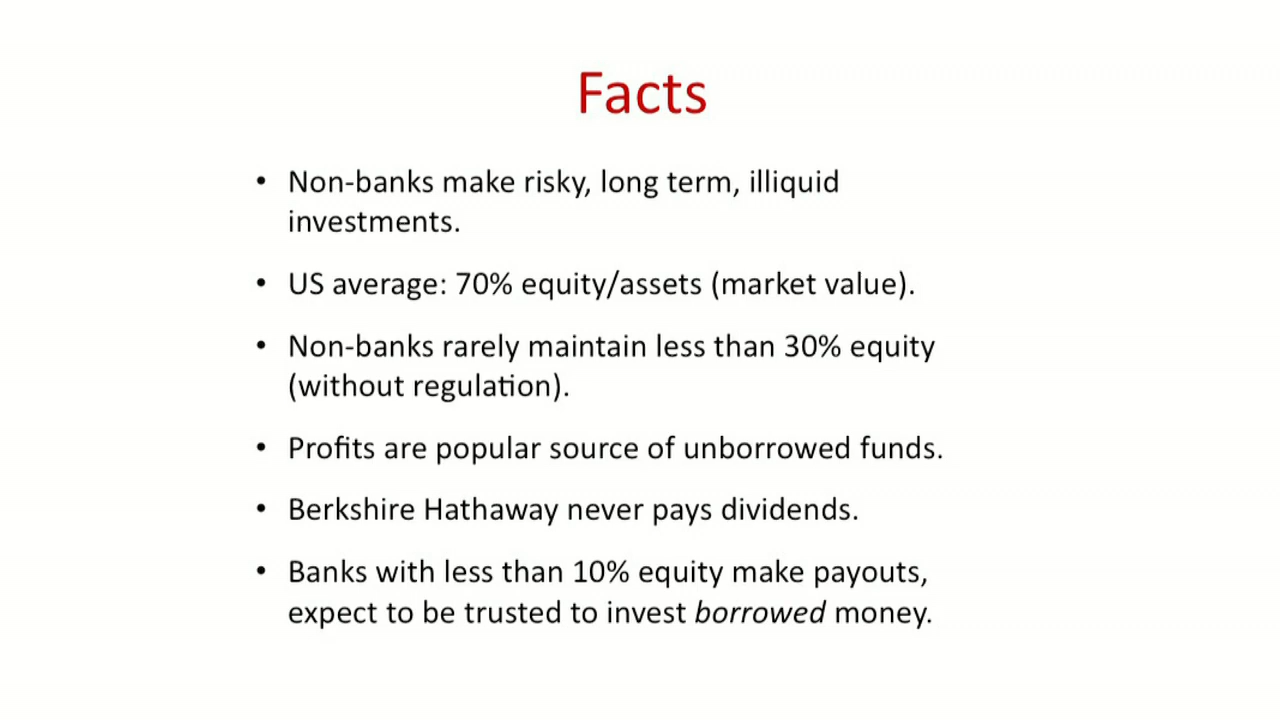 Facts
• Non-banks make risky, long term, illiquid
investments.
• US average: 70% equity/assets (market value).
• Non-banks rarely maintain less than 30% equity
(without regulation).
• Profits are popular source of unborrowed funds.
• Berkshire Hathaway never pays dividends.
• Banks with less than 10% equity make payouts,
expect to be trusted to invest borrowed money.